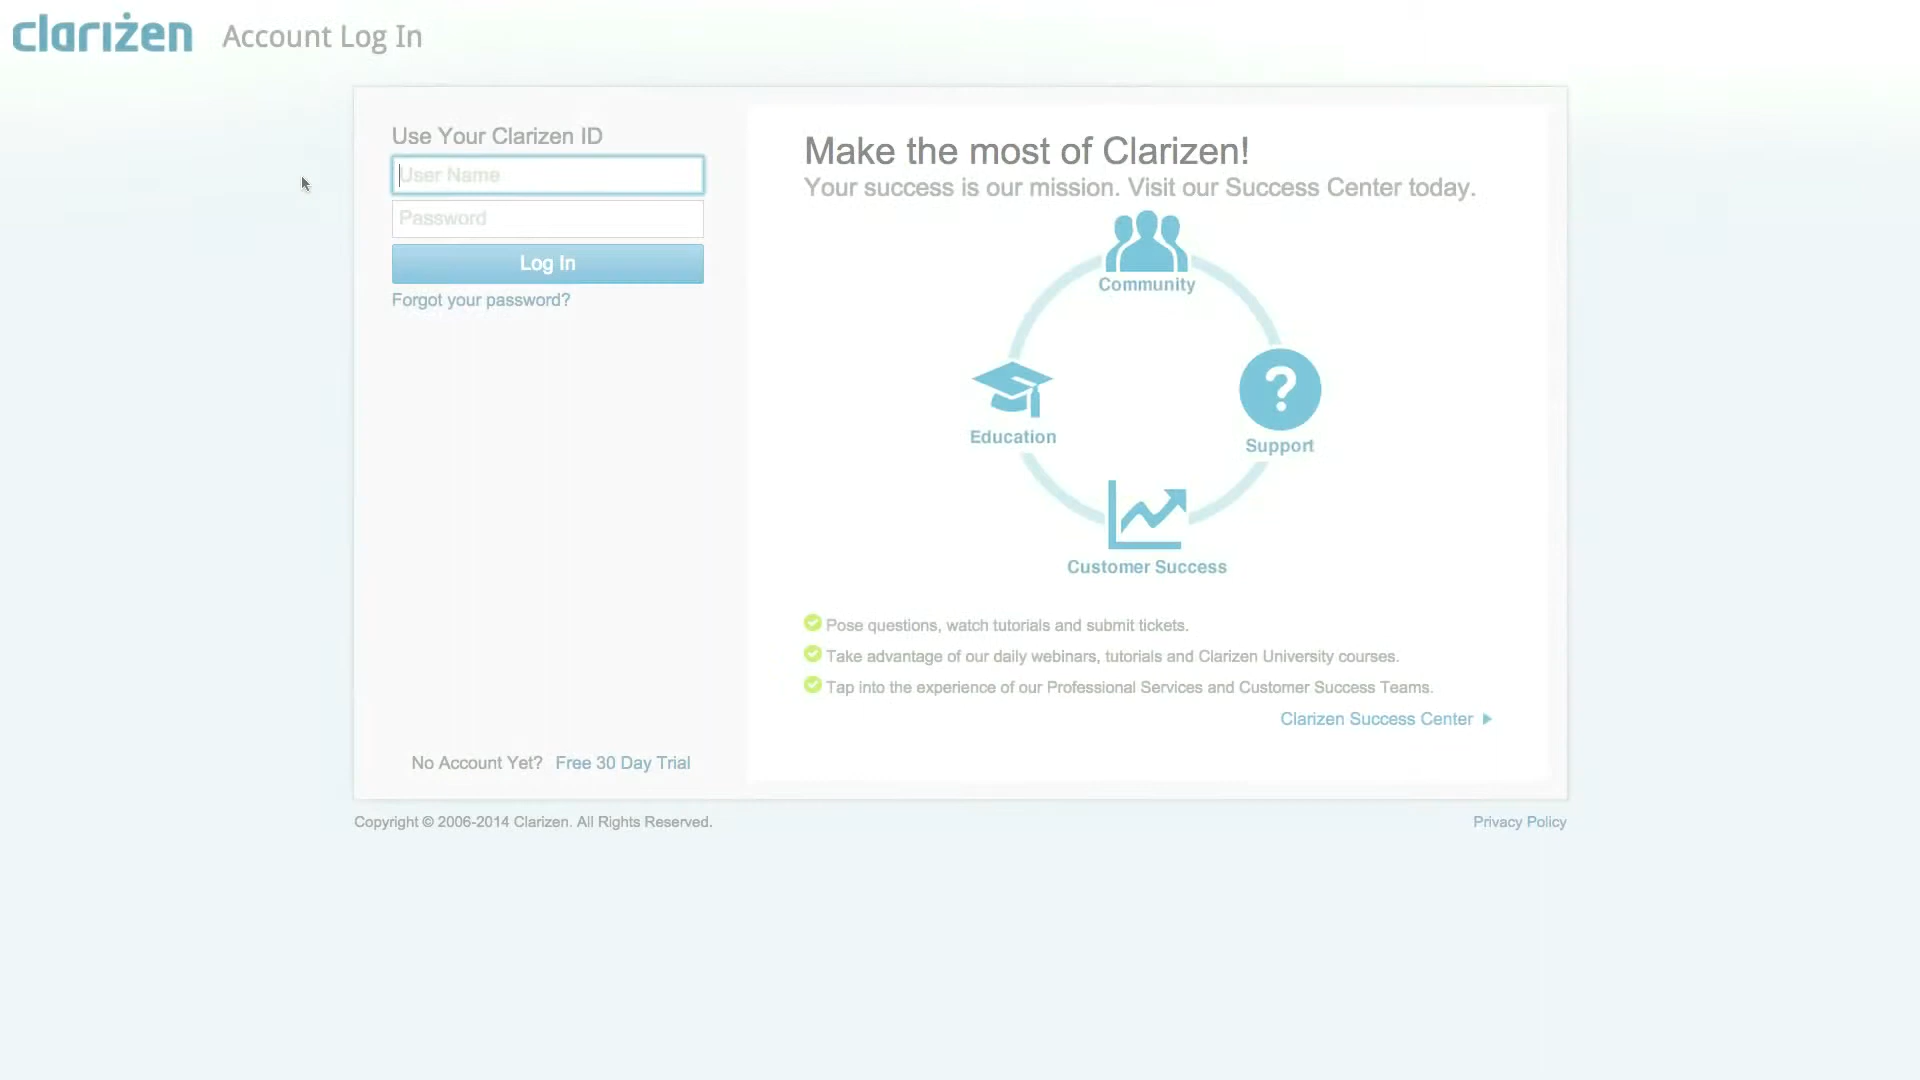 clarizen Account Log In
Use Your Clarizen ID
User Name
Password
Log In
Forgot your password?
No Account Yet? Free 30 Day Trial
Make the most of Clarizen!
Your success is our mission. Visit our Success Center today.
Community
Education
Support
Customer Success
Pose questions, watch tutorials and submit tickets.
Take advantage of our daily webinars, tutorials and Clarizen University courses.
Tap into the experience of our Professional Services and Customer Success Teams.
Clarizen Success Center
Copyright © 2006-2014 Clarizen. All Rights Reserved.
Privacy Policy